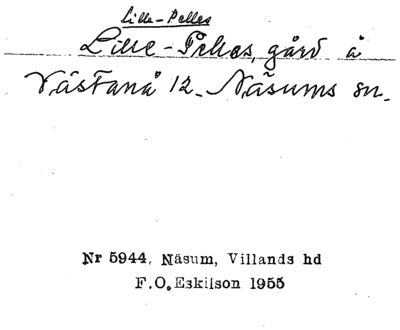 Lille-Pelles
Lille-Pelles, gård å
Västanå 12. Näsums sn.
Nr 5944, Näsum, Villands hd
F.O.Eskilson 1955